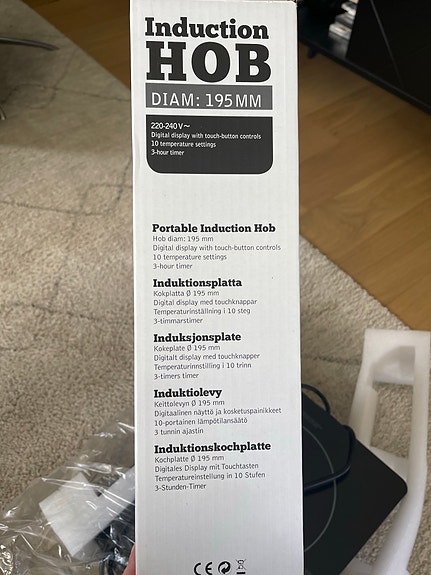 Induction
HOB
DIAM: 195MM
220-240V~
Digital display with touch-button controls
10 temperature settings
3-hour timer
Portable Induction Hob
Hob diam: 195 mm
Digital display with touch-button controls
10 temperature settings
3-hour timer
Induktionsplatta
Kokplatta Ø 195 mm
Digital display med touchknappar
Temperaturinställning i 10 steg
3-timmarstimer
Induksjonsplate
Kokeplate Ø 195 mm
Digitalt display med touchknapper
Temperaturinnstilling i 10 trinn
3-timers timer
Induktiolevy
Keittolevyn Ø 195 mm
Digitaalinen näyttö ja kosketuspainikkeet
10-portainen lämpötilansäätö
3 tunnin ajastin
Induktionskochplatte
Kochplatte Ø 195 mm
Digitales Display mit Touchtasten
Temperatureinstellung in 10 Stufen
3-Stunden-Timer
CE